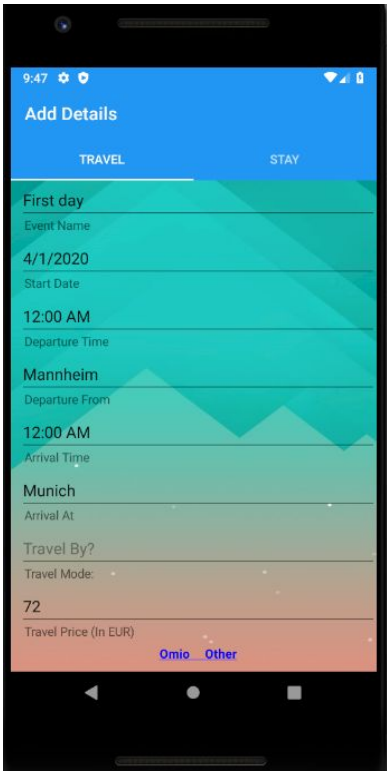 9:47
Add Details
TRAVEL STAY
First day
Event Name
4/1/2020
Start Date
12:00 AM
Departure Time
Mannheim
Departure From
12:00 AM
Arrival Time
Munich
Arrival At
Travel By?
Travel Mode:
72
Travel Price (In EUR)
Omio Other